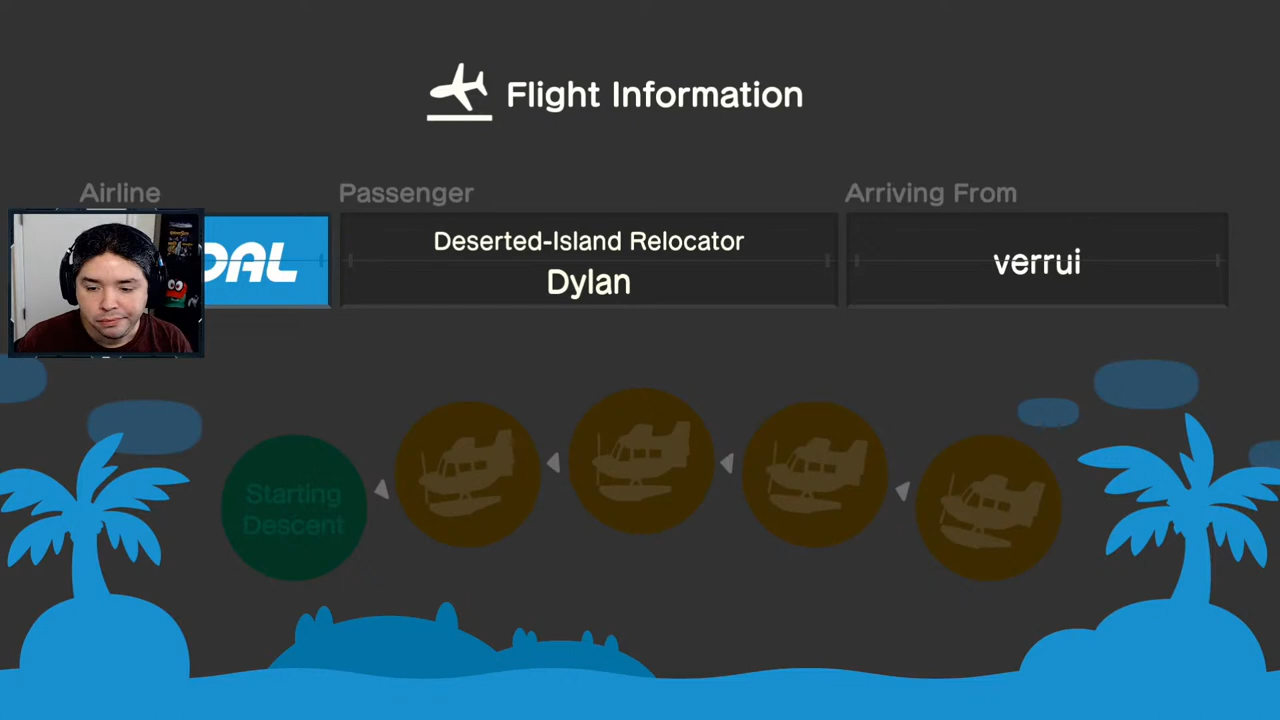 Flight Information
Airline
Passenger
Arriving From
DAL
Deserted-Island Relocator
Dylan
verrui
Starting
Descent